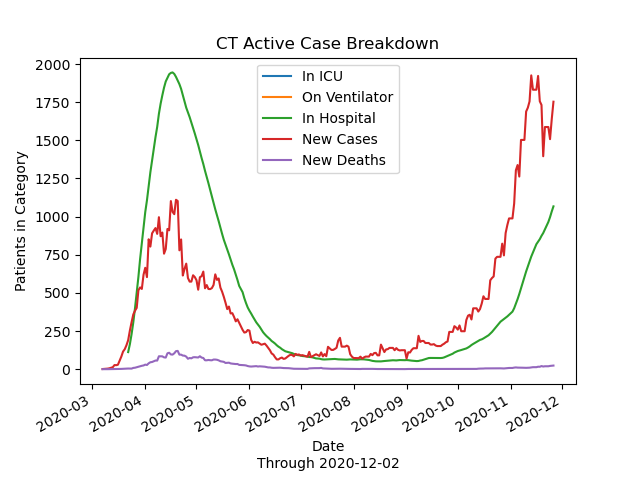 CT Active Case Breakdown
In ICU
On Ventilator
In Hospital
New Cases
New Deaths
Patients in Category
2000
1750
1500
1250
1000
750
500
250
0
2020-03
2020-04
2020-05
2020-06
2020-07
2020-08
2020-09
2020-10
2020-11
2020-12
Date
Through 2020-12-02